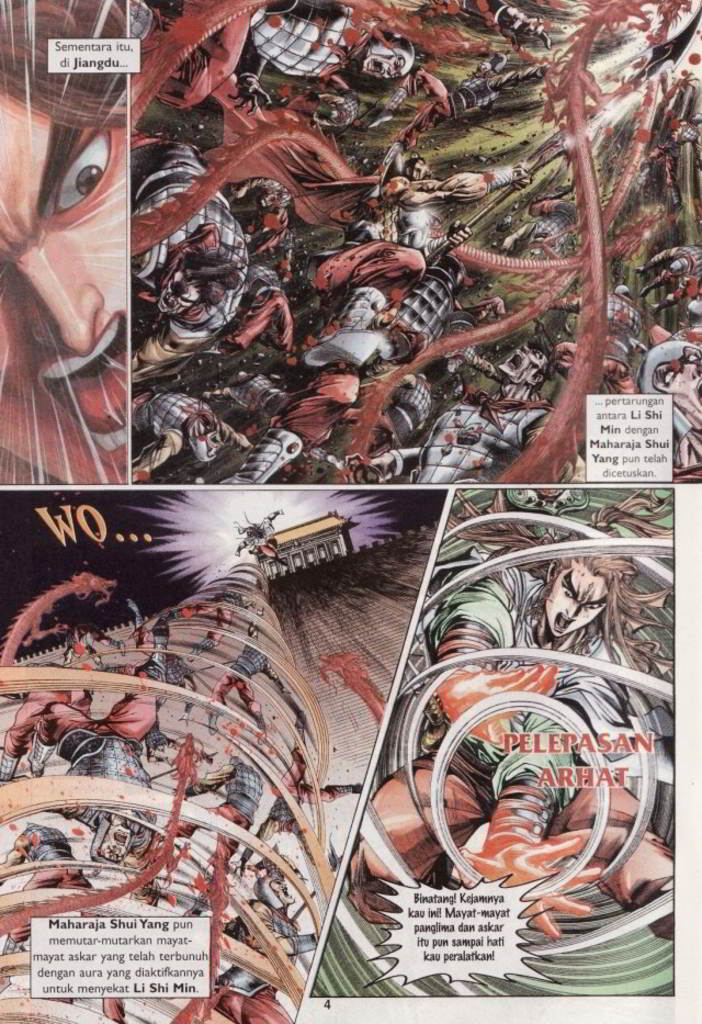 Sementara itu,
di Jiangdu...
... pertarungan
antara Li Shi
Min dengan
Maharaja Shui
Yang pun telah
dicetuskan.
WO...
PELEPASAN
ARHAT
Binatang! Kejamnya
kau ini! Mayat-mayat
panglima dan askar
itu pun sampai hati
kau peralatkan!
Maharaja Shui Yang pun
memutar-mutarkan mayat-
mayat askar yang telah terbunuh
dengan aura yang diaktifkannya
untuk menyekat Li Shi Min.
4